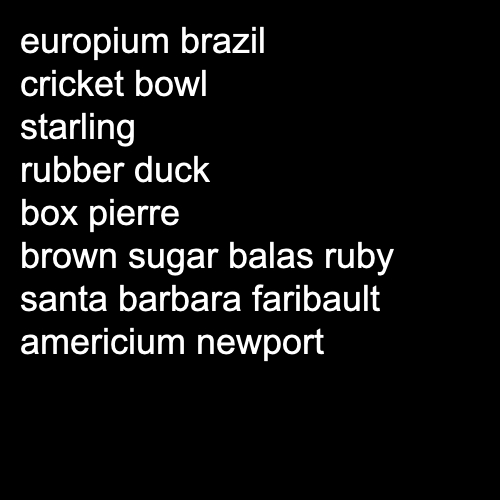 europium brazil
cricket bowl
starling
rubber duck
box pierre
brown sugar balas ruby
santa barbara faribault
americium newport